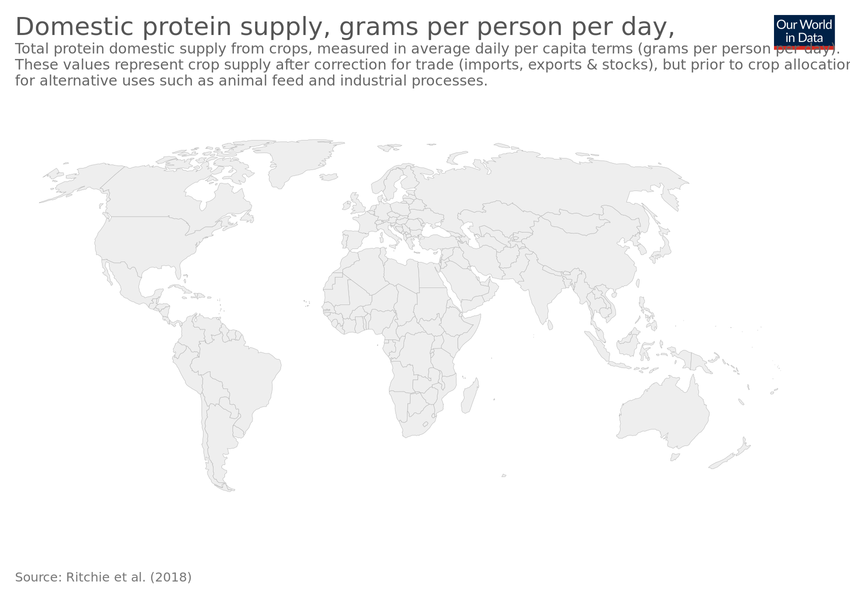 Domestic protein supply, grams per person per day,
Our World
in Data
Total protein domestic supply from crops, measured in average daily per capita terms (grams per person per day).
These values represent crop supply after correction for trade (imports, exports & stocks), but prior to crop allocation
for alternative uses such as animal feed and industrial processes.
Source: Ritchie et al. (2018)